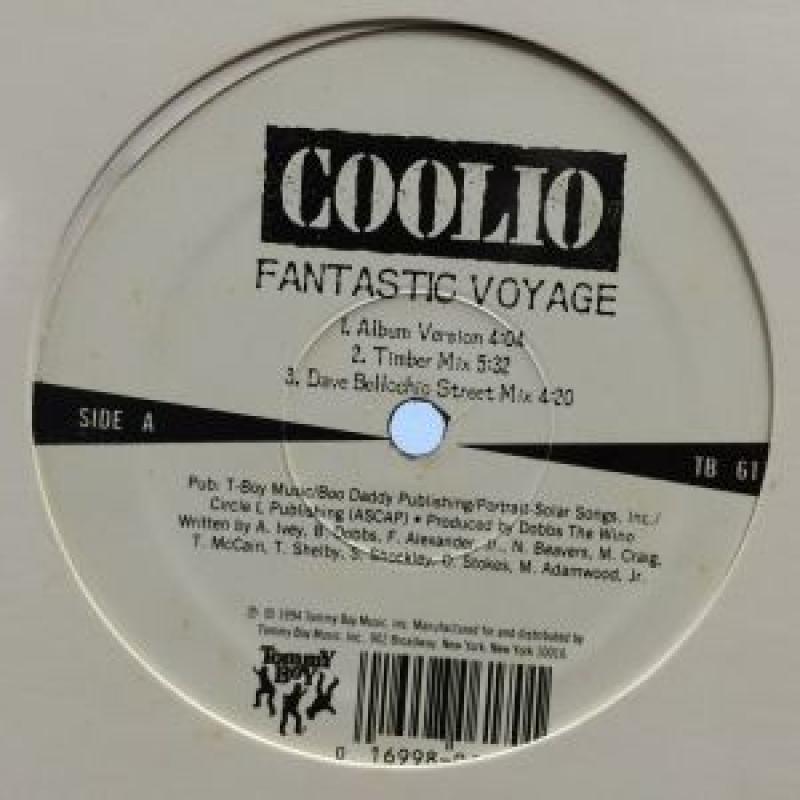 COOLIO
FANTASTIC VOYAGE
1. Album Version 4:04
2. Timber Mix 5:32
3. Dave Bellochio Street Mix 4:20
SIDE A
TB 61
Pub: T-Boy Music/Boo Daddy Publishing/Portrait-Solar Songs, Inc./
Circle L Publishing (ASCAP) • Produced by Dobbs The Wino
Written by A. Ivey, B. Dobbs, F. Alexander, Jr., N. Beavers, M. Craig,
T. McCain, T. Shelby, S. Shockley, O. Stokes, M. Adamwood, Jr.
℗ © 1994 Tommy Boy Music, Inc. Manufactured for and distributed by
Tommy Boy Music, Inc. 902 Broadway, New York, New York 10010
Tommy
Boy
0 16998-0